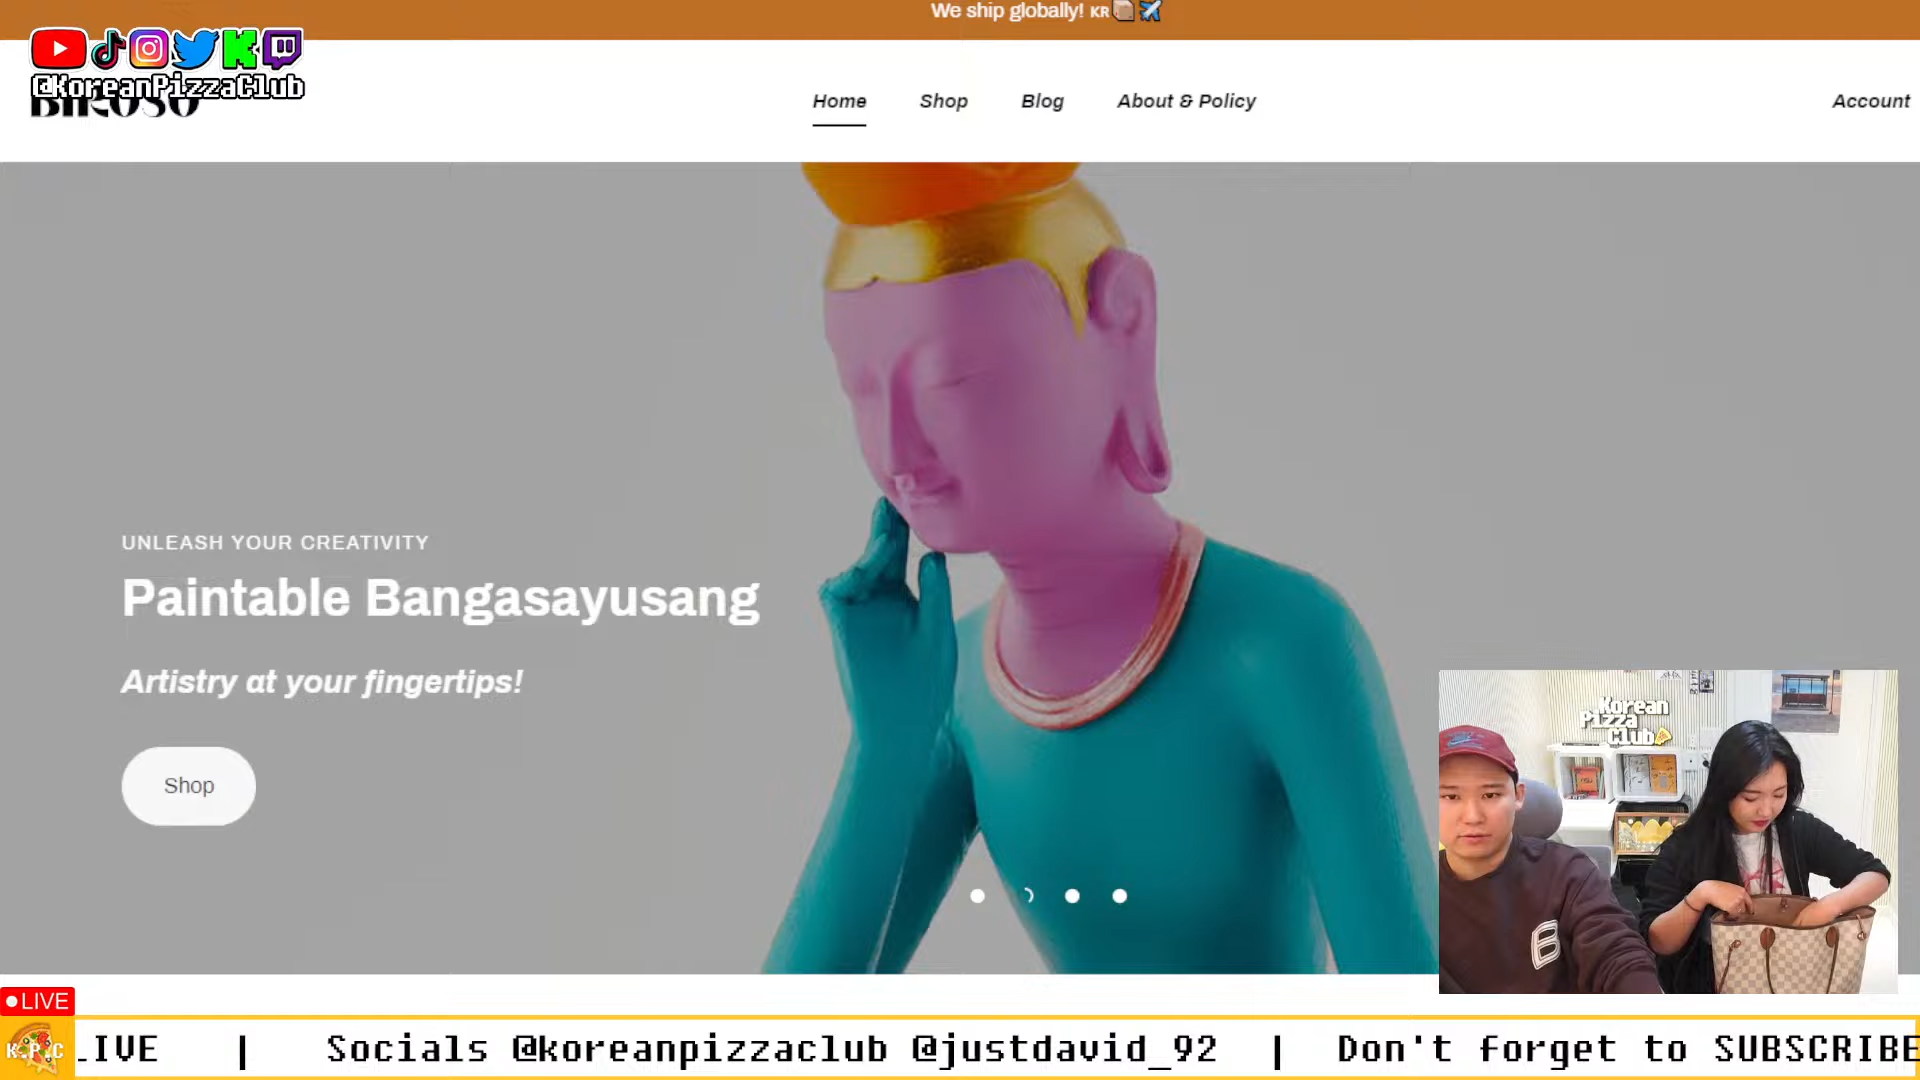 We ship globally! KR
@KoreanPizzaClub
Home
Shop
Blog
About & Policy
Account
UNLEASH YOUR CREATIVITY
Paintable Bangasayusang
Artistry at your fingertips!
Shop
Korean
Pizza
Club
B
LIVE
K.P.C
LIVE | Socials @koreanpizzaclub @justdavid_92 | Don't forget to SUBSCRIBE